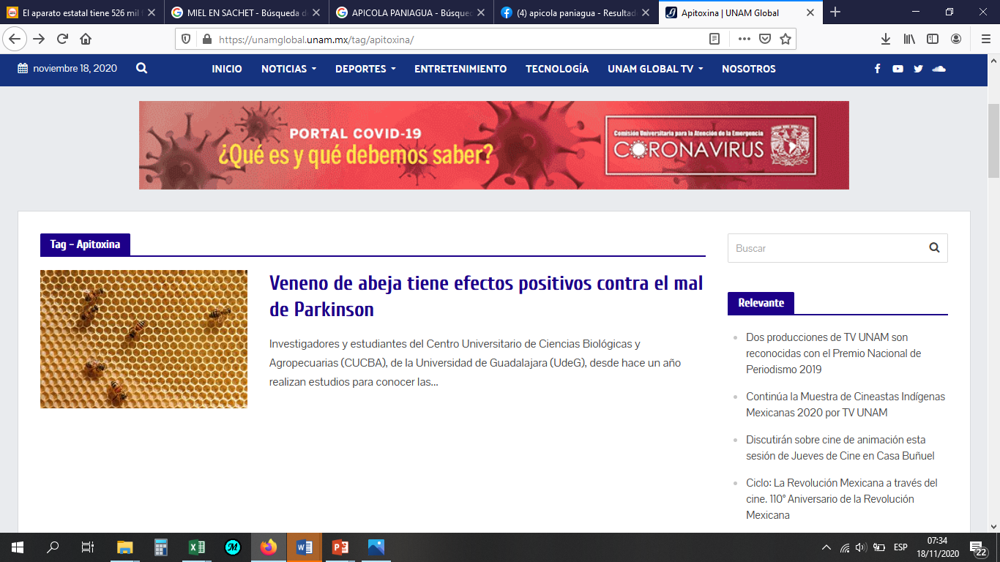 El aparato estatal tiene 526 mil
MIEL EN SACHET - Búsqueda d
APICOLA PANIAGUA - Búsque
(4) apicola paniagua - Resultad
Apitoxina | UNAM Global
https://unamglobal.unam.mx/tag/apitoxina/
noviembre 18, 2020
INICIO
NOTICIAS
DEPORTES
ENTRETENIMIENTO
TECNOLOGÍA
UNAM GLOBAL TV
NOSOTROS
PORTAL COVID-19
¿Qué es y qué debemos saber?
Comisión Universitaria para la Atención de la Emergencia
CORONAVIRUS
Tag - Apitoxina
Veneno de abeja tiene efectos positivos contra el mal
de Parkinson
Investigadores y estudiantes del Centro Universitario de Ciencias Biológicas y
Agropecuarias (CUCBA), de la Universidad de Guadalajara (UdeG), desde hace un año
realizan estudios para conocer las...
Buscar
Relevante
Dos producciones de TV UNAM son
reconocidas con el Premio Nacional de
Periodismo 2019
Continúa la Muestra de Cineastas Indígenas
Mexicanas 2020 por TV UNAM
Discutirán sobre cine de animación esta
sesión de Jueves de Cine en Casa Buñuel
Ciclo: La Revolución Mexicana a través del
cine. 110° Aniversario de la Revolución
Mexicana
ESP
07:34
18/11/2020
22